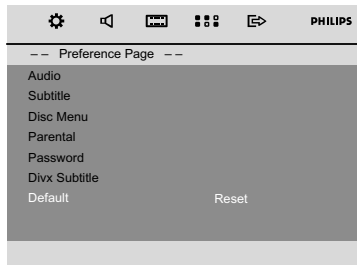 PHILIPS
-- Preference Page --
Audio
Subtitle
Disc Menu
Parental
Password
Divx Subtitle
Default Reset